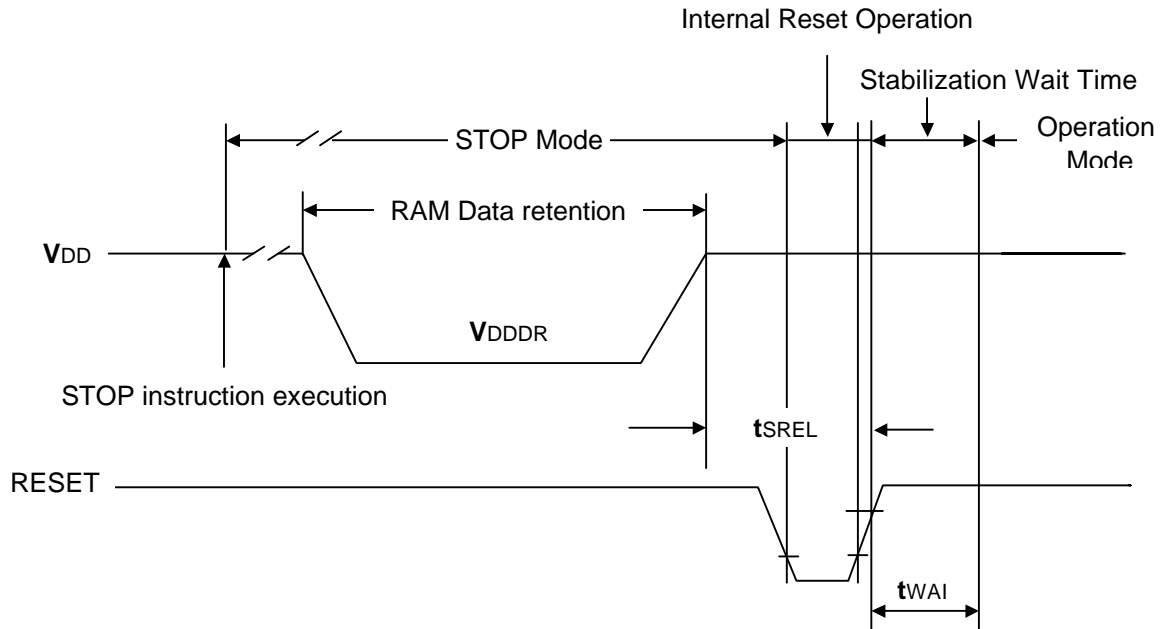 Internal Reset Operation
Stabilization Wait Time
STOP Mode
Operation
Mode
RAM Data retention
VDD
VDDDR
STOP instruction execution
tSREL
RESET
tWAI